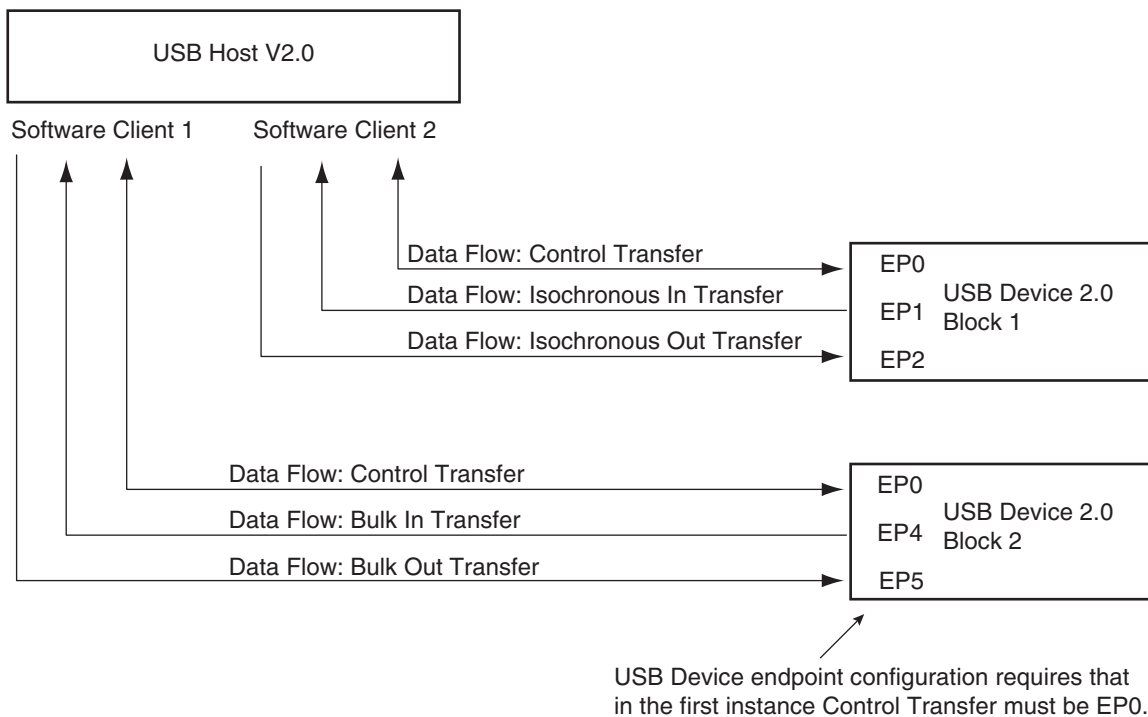 USB Host V2.0
Software Client 1
Software Client 2
Data Flow: Control Transfer
Data Flow: Isochronous In Transfer
Data Flow: Isochronous Out Transfer
EP0
EP1
EP2
USB Device 2.0
Block 1
Data Flow: Control Transfer
Data Flow: Bulk In Transfer
Data Flow: Bulk Out Transfer
EP0
EP4
EP5
USB Device 2.0
Block 2
USB Device endpoint configuration requires that
in the first instance Control Transfer must be EP0.